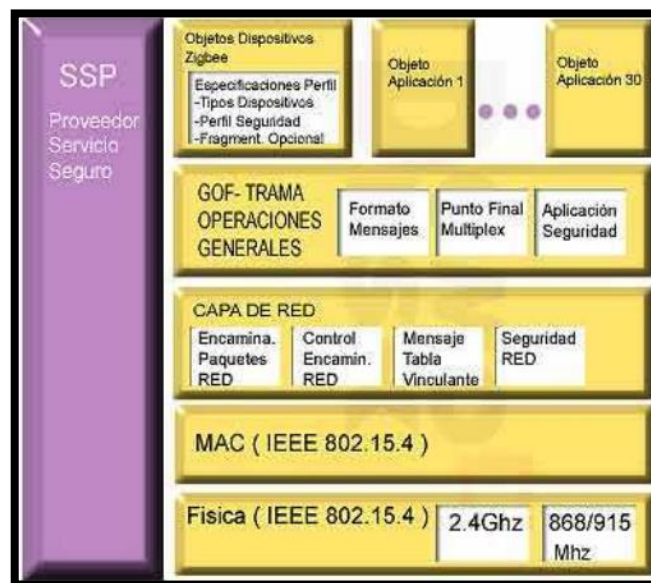 SSP
Proveedor
Servicio
Seguro
Objetos Dispositivos
Zigbee
Especificaciones Perfil
-Tipos Dispositivos
-Perfil Seguridad
-Fragment. Opcional
Objeto
Aplicación 1
Objeto
Aplicación 30
GOF- TRAMA
OPERACIONES
GENERALES
Formato
Mensajes
Punto Final
Multiplex
Aplicación
Seguridad
CAPA DE RED
Encamina.
Paquetes
RED
Control
Encamin.
RED
Mensaje
Tabla
Vinculante
Seguridad
RED
MAC ( IEEE 802.15.4 )
Fisica ( IEEE 802.15.4 )
2.4Ghz
868/915
Mhz